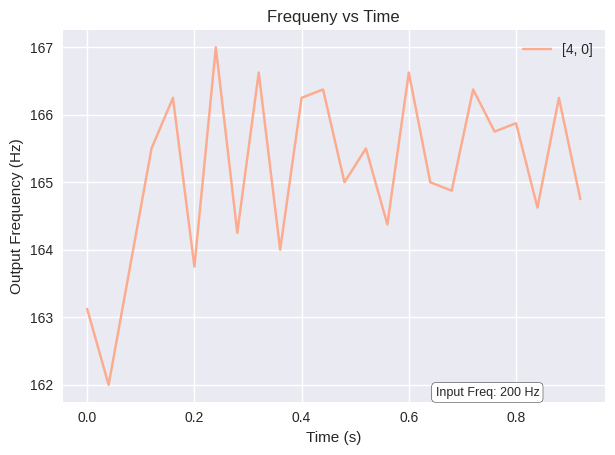 Frequeny vs Time
[4, 0]
Output Frequency (Hz)
167
166
165
164
163
162
Input Freq: 200 Hz
0.0 0.2 0.4 0.6 0.8
Time (s)